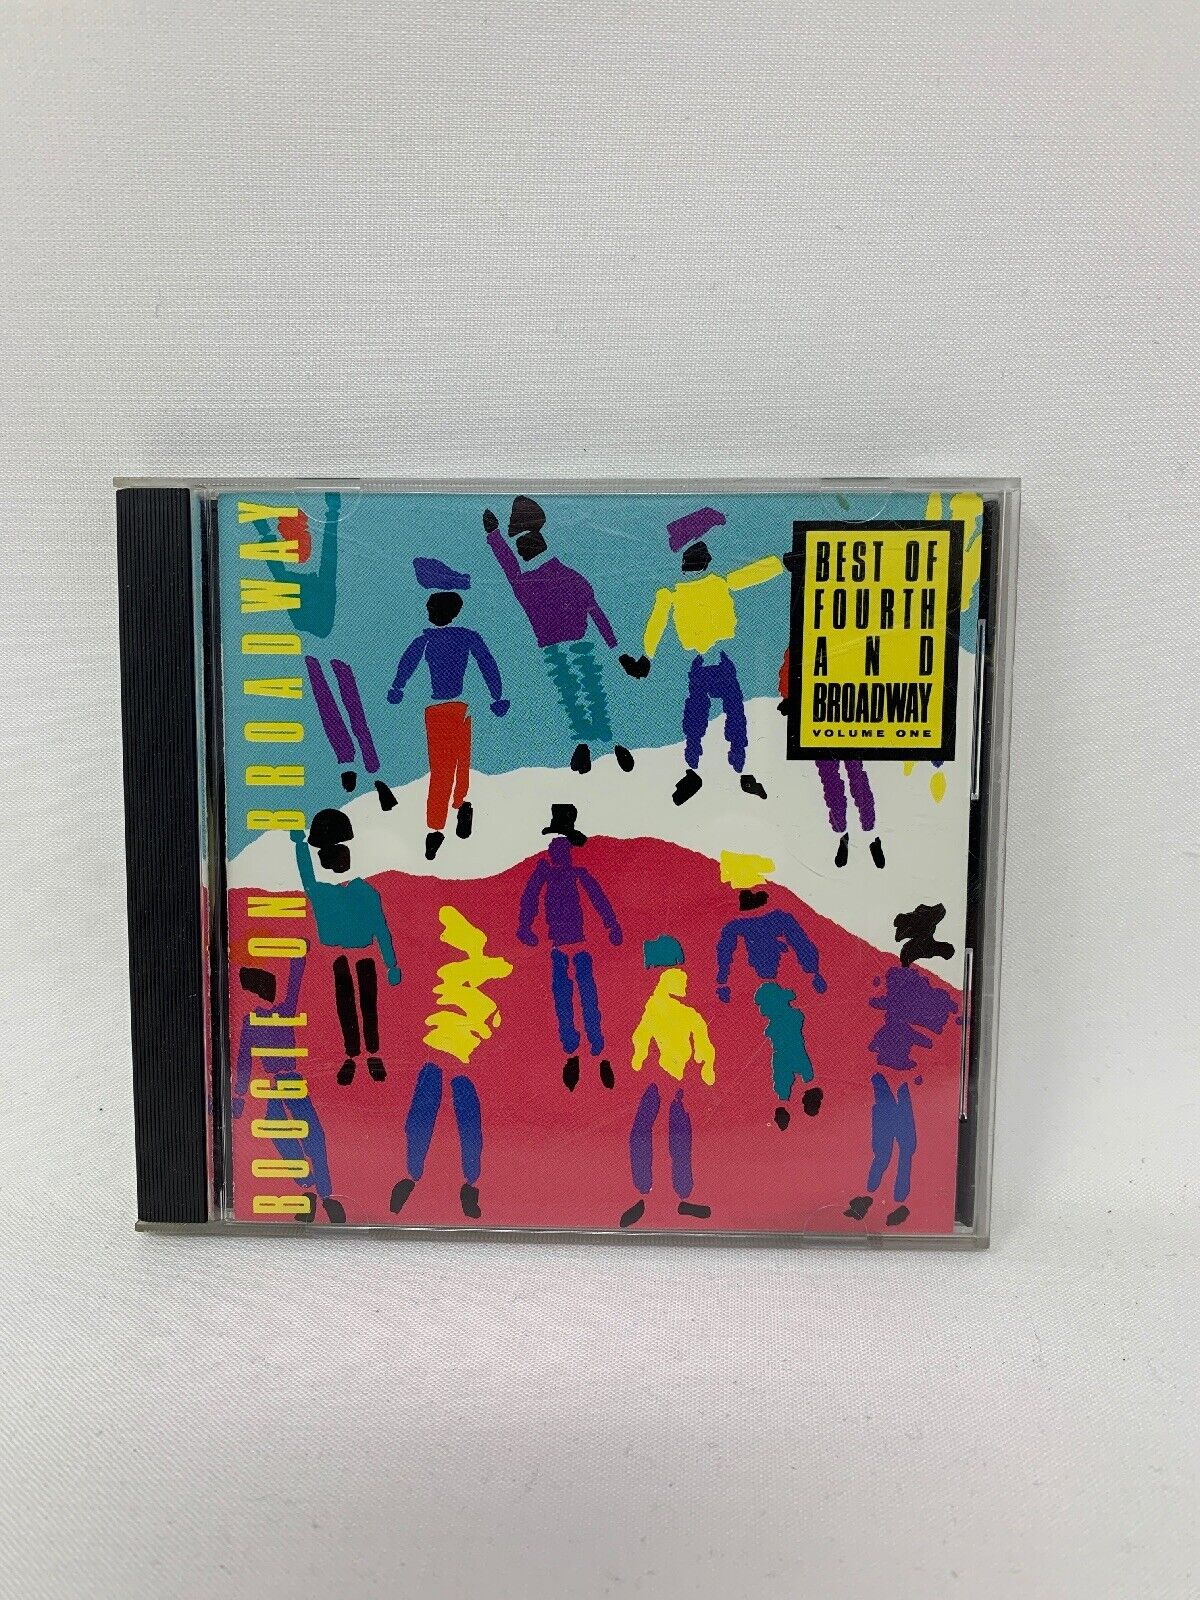 BOOGIE ON BROADWAY
BEST OF
FOURTH
AND
BROADWAY
VOLUME ONE